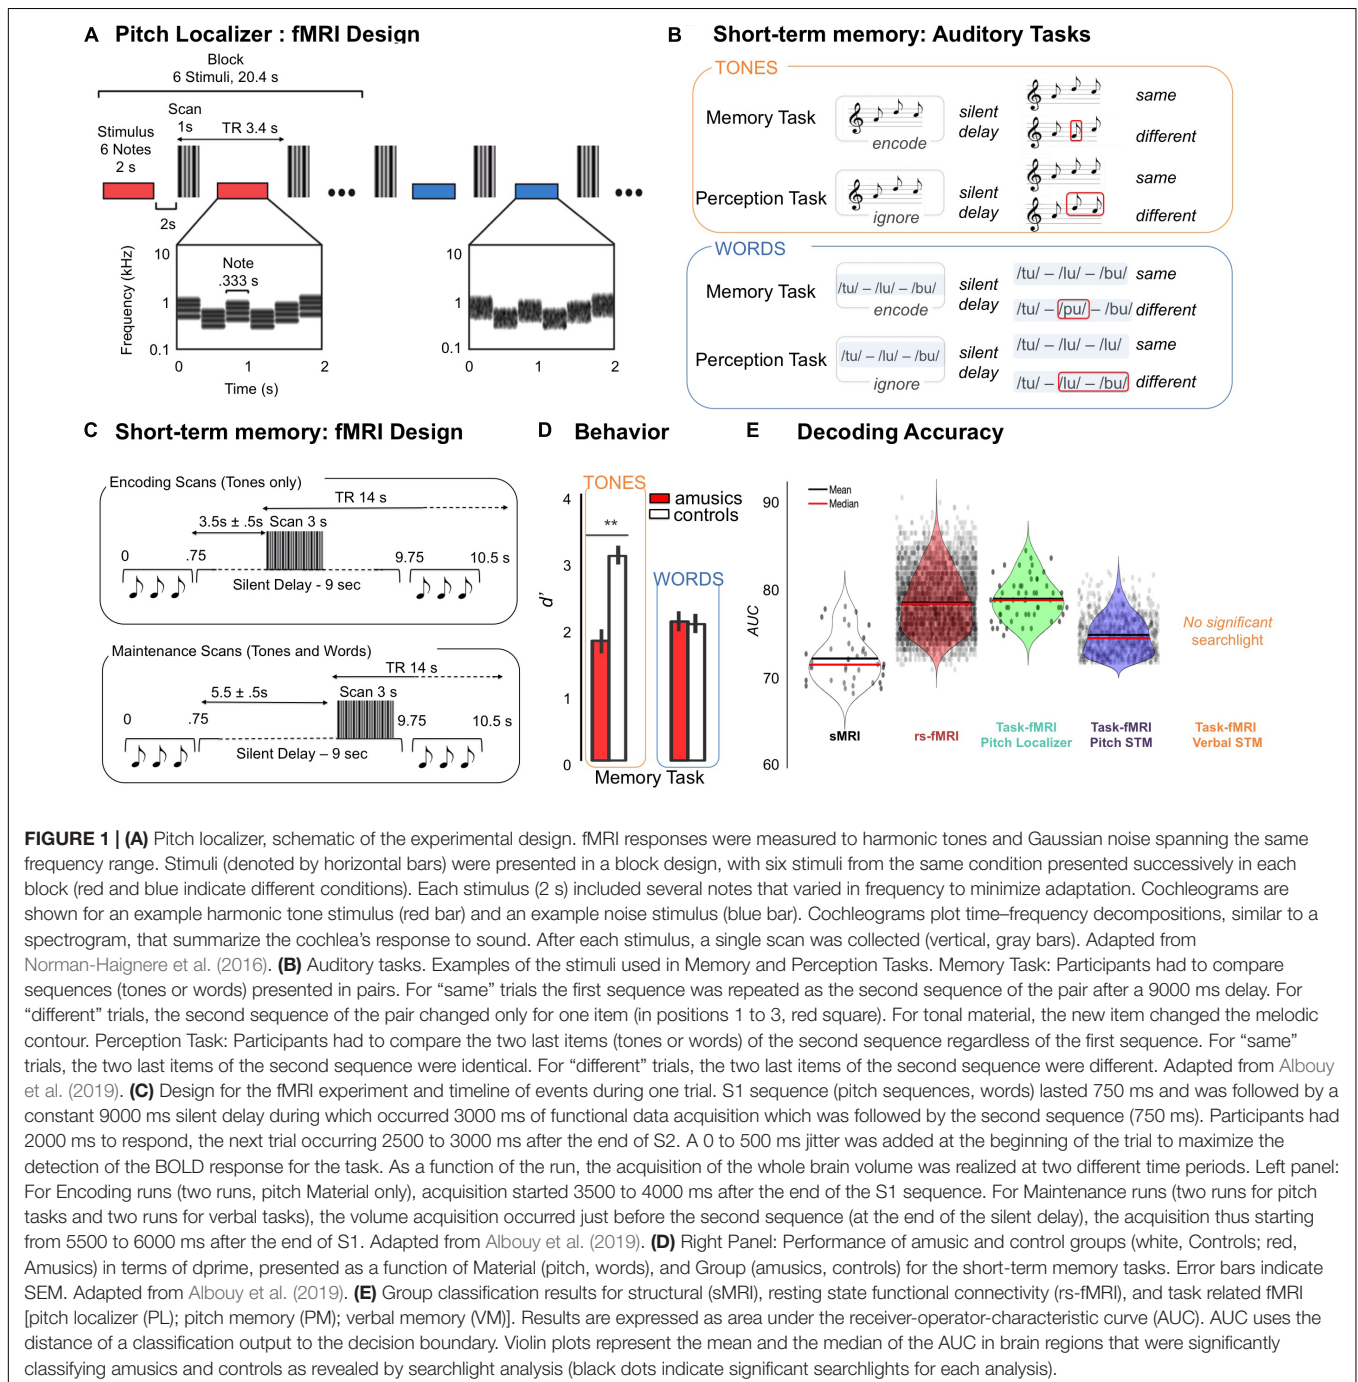 A Pitch Localizer : fMRI Design
Block
6 Stimuli, 20.4 s
Scan
1s
TR 3.4 s
Stimulus
6 Notes
2 s
2s
Frequency (kHz)
10
1
0.1
Note
.333 s
0 1 2
Time (s)
10
1
0.1
0 1 2
B Short-term memory: Auditory Tasks
TONES
Memory Task
encode
silent
delay
same
different
Perception Task
ignore
silent
delay
same
different
WORDS
Memory Task
/tu/ – /lu/ – /bu/
encode
silent
delay
/tu/ – /lu/ – /bu/ same
/tu/ – /pu/ – /bu/ different
Perception Task
/tu/ – /lu/ – /bu/
ignore
silent
delay
/tu/ – /lu/ – /lu/ same
/tu/ – /lu/ – /bu/ different
C Short-term memory: fMRI Design
Encoding Scans (Tones only)
TR 14 s
3.5s ± .5s Scan 3 s
0 .75 9.75 10.5 s
Silent Delay - 9 sec
Maintenance Scans (Tones and Words)
TR 14 s
5.5 ± .5s Scan 3 s
0 .75 9.75 10.5 s
Silent Delay – 9 sec
D Behavior
TONES
amusics
controls
**
WORDS
d'
4
3
2
1
0
Memory Task
E Decoding Accuracy
Mean
Median
AUC
90
80
70
60
No significant
searchlight
sMRI
rs-fMRI
Task-fMRI
Pitch Localizer
Task-fMRI
Pitch STM
Task-fMRI
Verbal STM
FIGURE 1 | (A) Pitch localizer, schematic of the experimental design. fMRI responses were measured to harmonic tones and Gaussian noise spanning the same
frequency range. Stimuli (denoted by horizontal bars) were presented in a block design, with six stimuli from the same condition presented successively in each
block (red and blue indicate different conditions). Each stimulus (2 s) included several notes that varied in frequency to minimize adaptation. Cochleograms are
shown for an example harmonic tone stimulus (red bar) and an example noise stimulus (blue bar). Cochleograms plot time–frequency decompositions, similar to a
spectrogram, that summarize the cochlea's response to sound. After each stimulus, a single scan was collected (vertical, gray bars). Adapted from
Norman-Haignere et al. (2016). (B) Auditory tasks. Examples of the stimuli used in Memory and Perception Tasks. Memory Task: Participants had to compare
sequences (tones or words) presented in pairs. For “same” trials the first sequence was repeated as the second sequence of the pair after a 9000 ms delay. For
“different” trials, the second sequence of the pair changed only for one item (in positions 1 to 3, red square). For tonal material, the new item changed the melodic
contour. Perception Task: Participants had to compare the two last items (tones or words) of the second sequence regardless of the first sequence. For “same”
trials, the two last items of the second sequence were identical. For “different” trials, the two last items of the second sequence were different. Adapted from Albouy
et al. (2019). (C) Design for the fMRI experiment and timeline of events during one trial. S1 sequence (pitch sequences, words) lasted 750 ms and was followed by a
constant 9000 ms silent delay during which occurred 3000 ms of functional data acquisition which was followed by the second sequence (750 ms). Participants had
2000 ms to respond, the next trial occurring 2500 to 3000 ms after the end of S2. A 0 to 500 ms jitter was added at the beginning of the trial to maximize the
detection of the BOLD response for the task. As a function of the run, the acquisition of the whole brain volume was realized at two different time periods. Left panel:
For Encoding runs (two runs, pitch Material only), acquisition started 3500 to 4000 ms after the end of the S1 sequence. For Maintenance runs (two runs for pitch
tasks and two runs for verbal tasks), the volume acquisition occurred just before the second sequence (at the end of the silent delay), the acquisition thus starting
from 5500 to 6000 ms after the end of S1. Adapted from Albouy et al. (2019). (D) Right Panel: Performance of amusic and control groups (white, Controls; red,
Amusics) in terms of dprime, presented as a function of Material (pitch, words), and Group (amusics, controls) for the short-term memory tasks. Error bars indicate
SEM. Adapted from Albouy et al. (2019). (E) Group classification results for structural (sMRI), resting state functional connectivity (rs-fMRI), and task related fMRI
[pitch localizer (PL); pitch memory (PM); verbal memory (VM)]. Results are expressed as area under the receiver-operator-characteristic curve (AUC). AUC uses the
distance of a classification output to the decision boundary. Violin plots represent the mean and the median of the AUC in brain regions that were significantly
classifying amusics and controls as revealed by searchlight analysis (black dots indicate significant searchlights for each analysis).